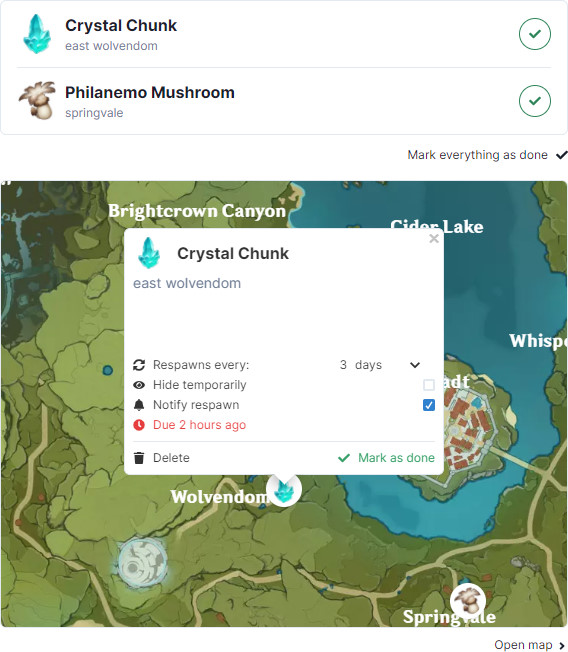 Crystal Chunk
east wolvendom
Philanemo Mushroom
springvale
Mark everything as done
Brightcrown Canyon
Cider Lake
Crystal Chunk
east wolvendom
Whispe
Respawns every: 3 days
adt
Hide temporarily
Notify respawn
Due 2 hours ago
Delete Mark as done
Wolvendom
Springvale
Open map